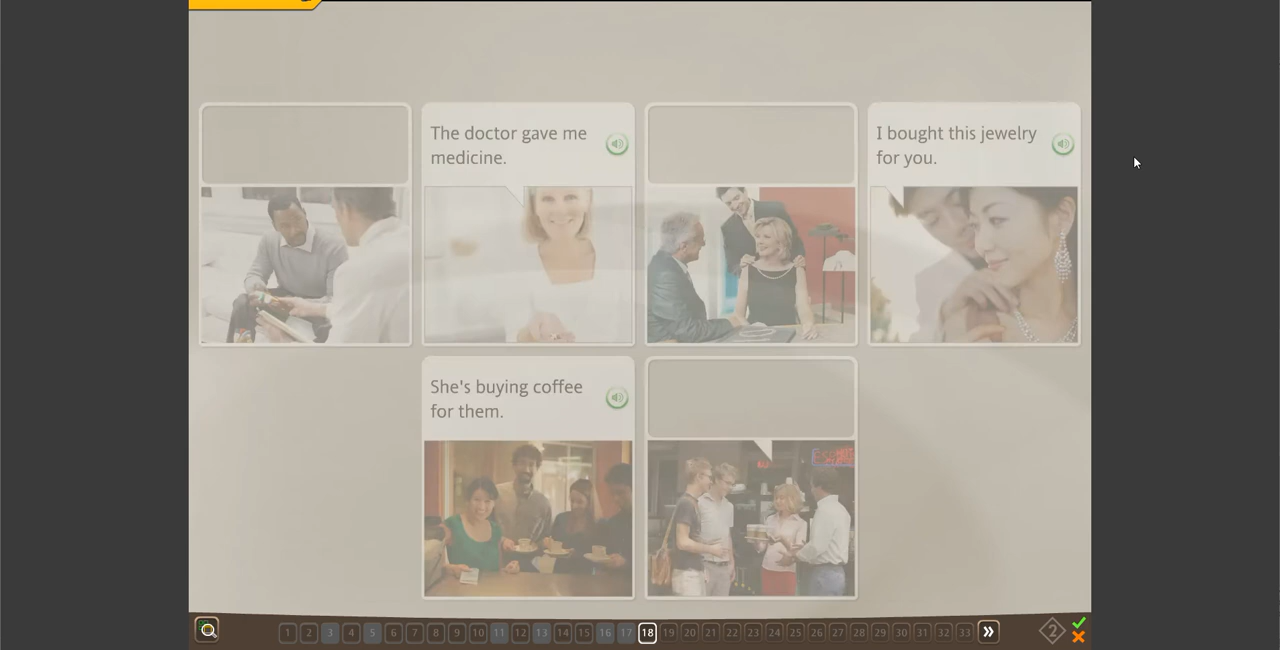 The doctor gave me
medicine.
I bought this jewelry
for you.
She's buying coffee
for them.
1 2 3 4 5 6 7 8 9 10 11 12 13 14 15 16 17 18 19 20 21 22 23 24 25 26 27 28 29 30 31 32 33
2